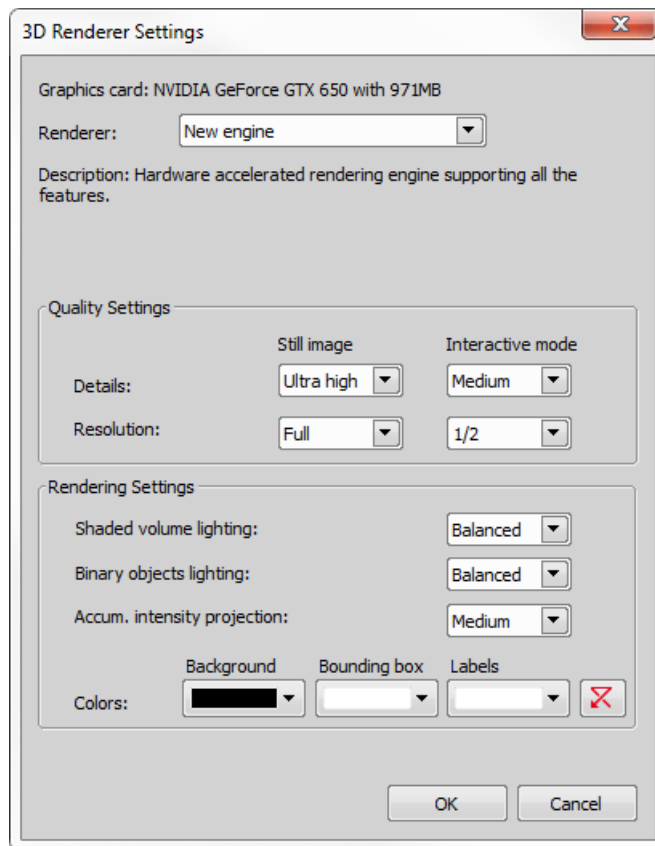 3D Renderer Settings
Graphics card: NVIDIA GeForce GTX 650 with 971MB
Renderer: New engine
Description: Hardware accelerated rendering engine supporting all the
features.
Quality Settings
Still image Interactive mode
Details: Ultra high Medium
Resolution: Full 1/2
Rendering Settings
Shaded volume lighting: Balanced
Binary objects lighting: Balanced
Accum. intensity projection: Medium
Background Bounding box Labels
Colors:
OK Cancel